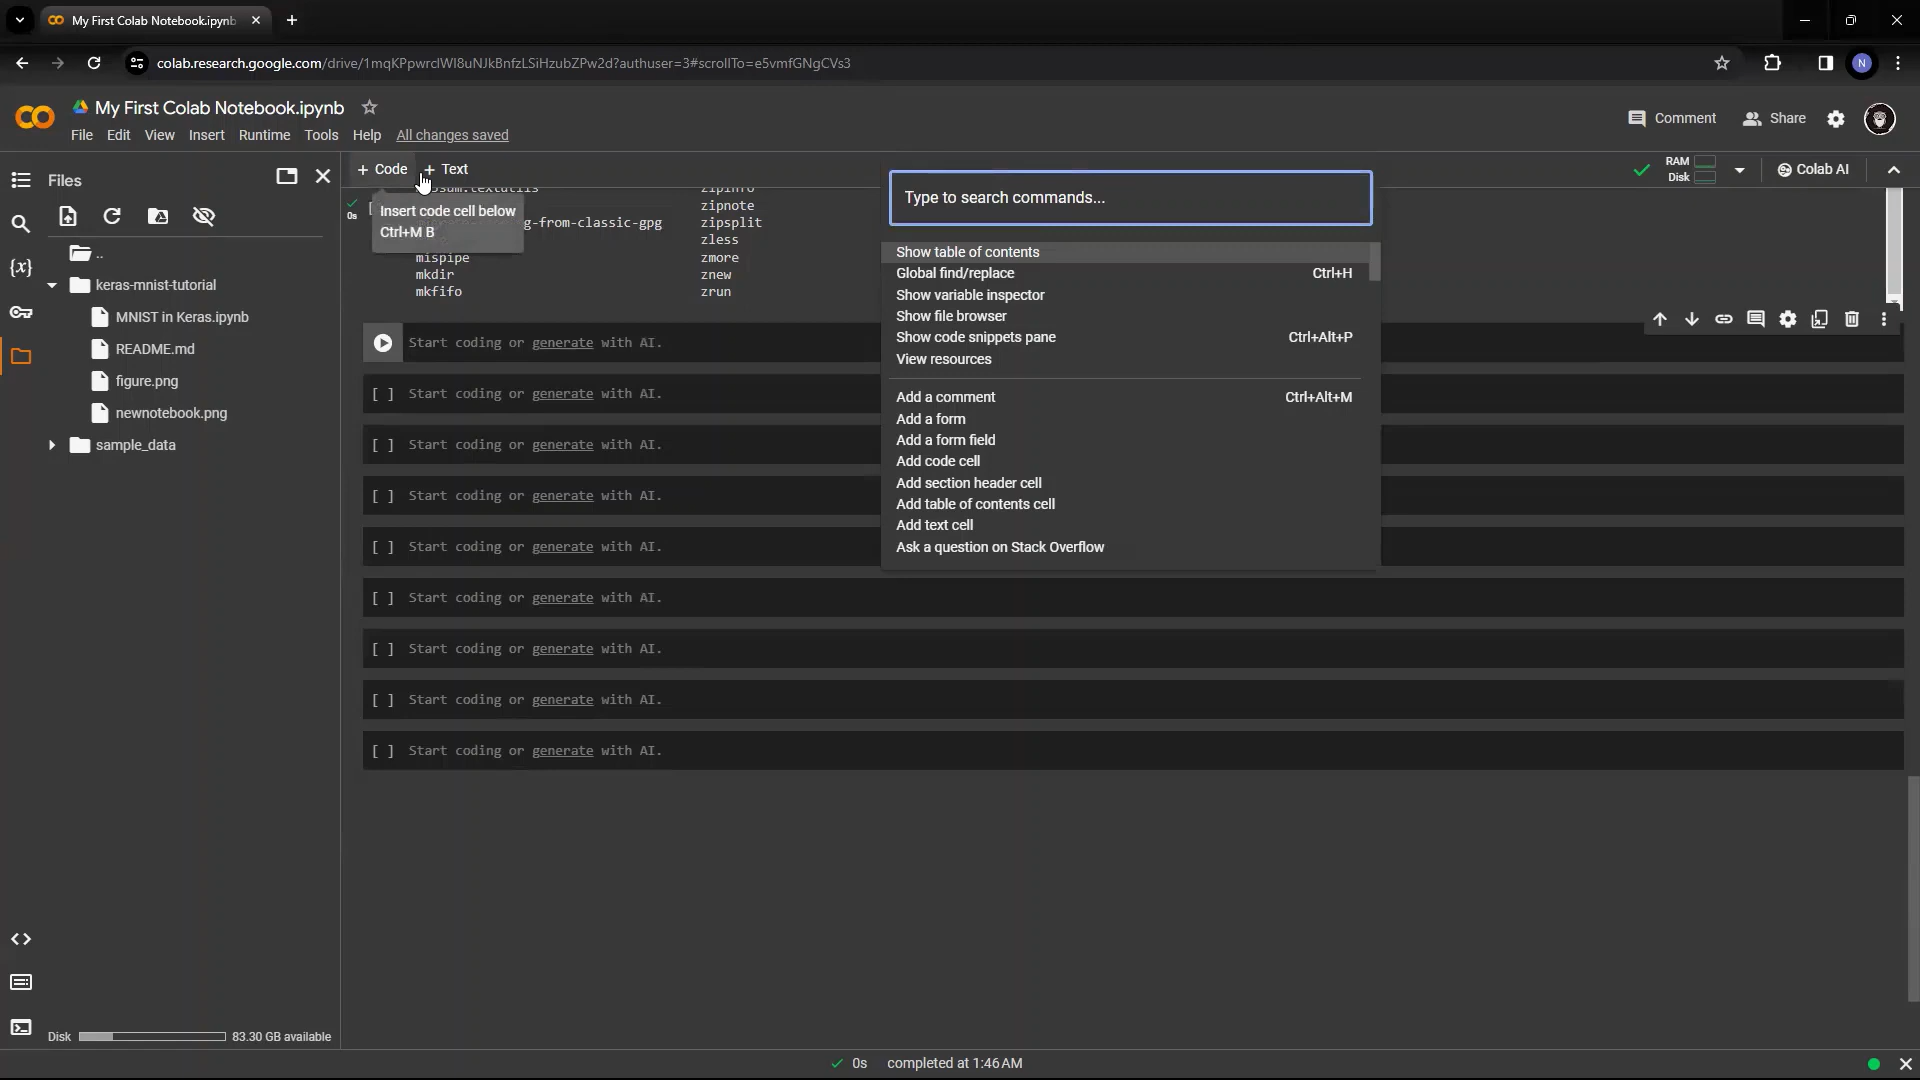 My First Colab Notebook.ipynb
colab.research.google.com/drive/1mqKPpwrclWl8uNJkBnfzLSiHzubZPw2d?authuser=3#scrollTo=e5vmfGNgCVs3
N
My First Colab Notebook.ipynb
Comment
Share
File Edit View Insert Runtime Tools Help All changes saved
Files
+ Code
+ Text
RAM
Disk
Colab AI
Type to search commands...
0s
Insert code cell below
Ctrl+M B
g-from-classic-gpg
mispipe
mkdir
mkfifo
zipinfo
zipnote
zipsplit
zless
zmore
znew
zrun
..
keras-mnist-tutorial
MNIST in Keras.ipynb
README.md
figure.png
newnotebook.png
sample_data
Show table of contents
Global find/replace Ctrl+H
Show variable inspector
Show file browser
Show code snippets pane Ctrl+Alt+P
View resources
Add a comment Ctrl+Alt+M
Add a form
Add a form field
Add code cell
Add section header cell
Add table of contents cell
Add text cell
Ask a question on Stack Overflow
Start coding or generate with AI.
[ ] Start coding or generate with AI.
[ ] Start coding or generate with AI.
[ ] Start coding or generate with AI.
[ ] Start coding or generate with AI.
[ ] Start coding or generate with AI.
[ ] Start coding or generate with AI.
[ ] Start coding or generate with AI.
[ ] Start coding or generate with AI.
Disk 83.30 GB available
0s completed at 1:46 AM